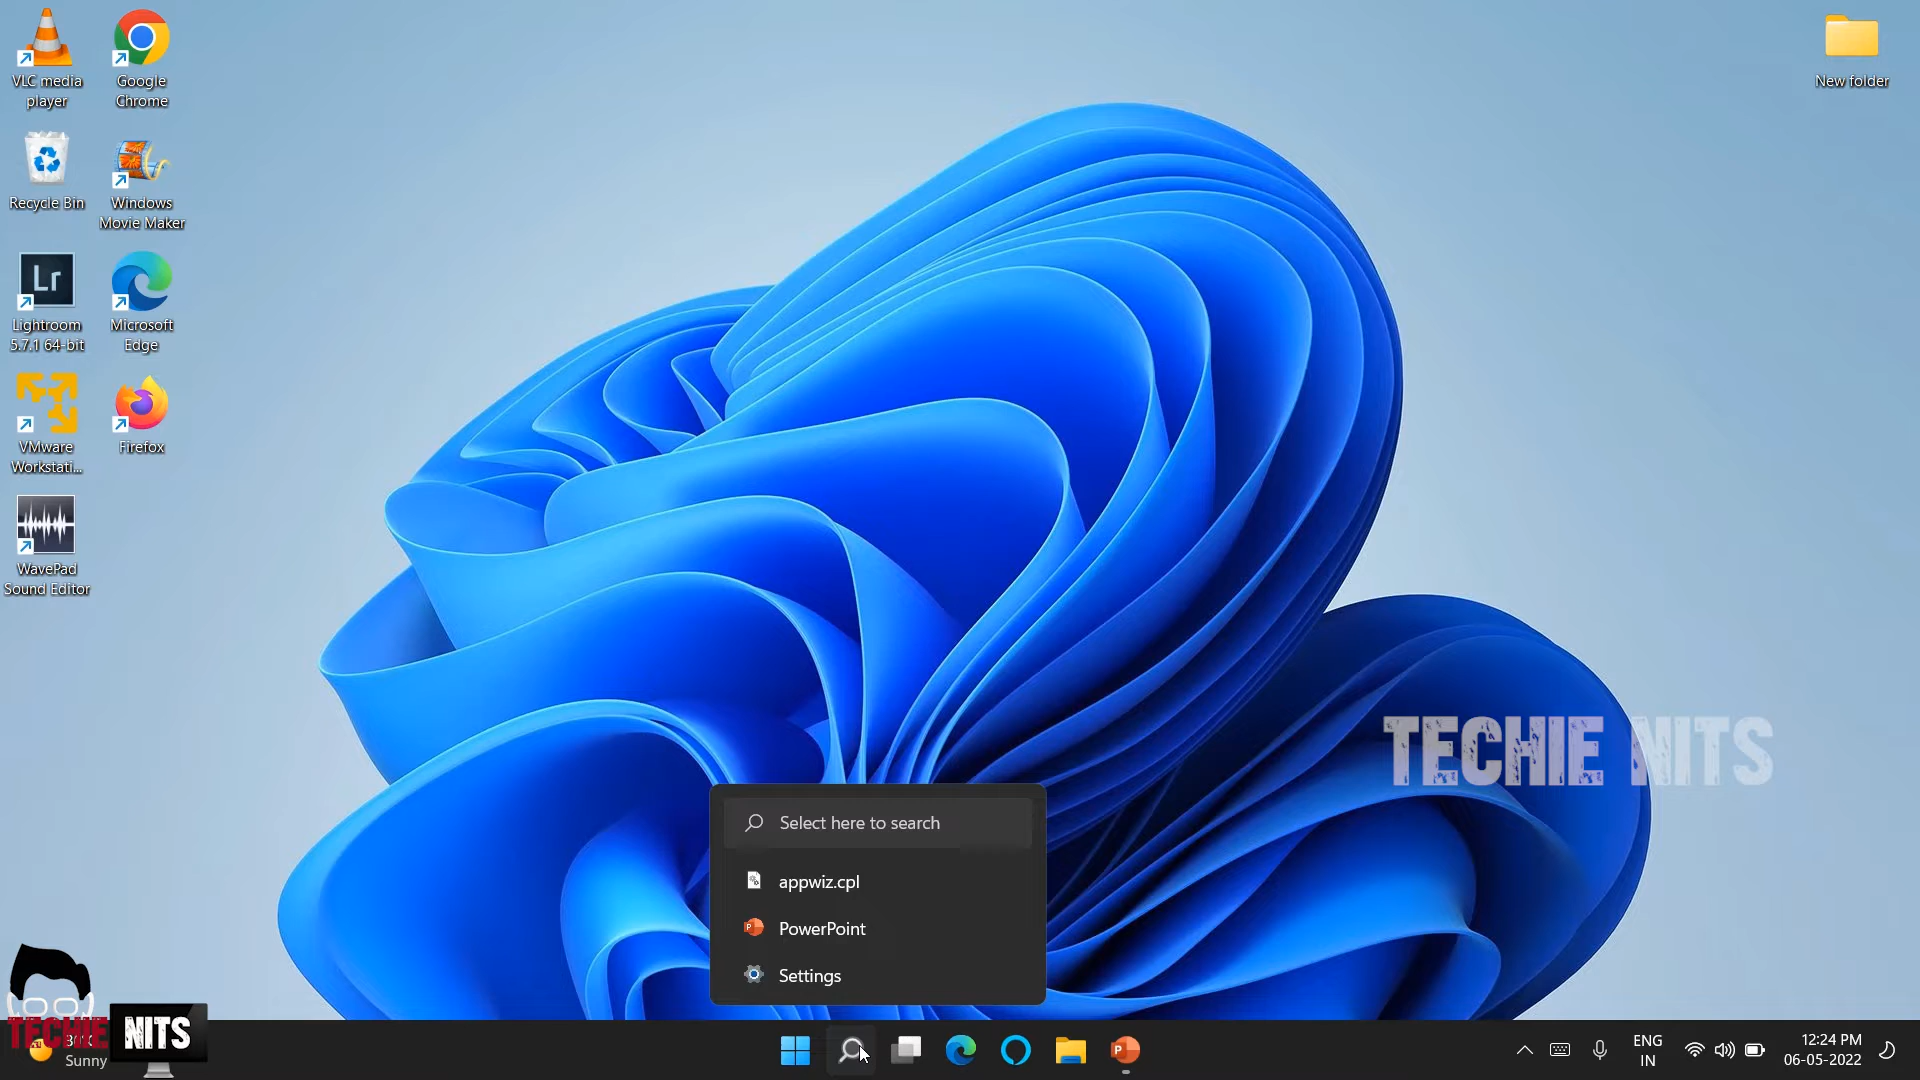 VLC media
player
Google
Chrome
New folder
Recycle Bin
Windows
Movie Maker
Lr
Lightroom
5.7.1 64-bit
Microsoft
Edge
VMware
Workstati...
Firefox
WavePad
Sound Editor
TECHIE NITS
Select here to search
appwiz.cpl
P
PowerPoint
Settings
TECHIE NITS
Sunny
P
ENG
IN
12:24 PM
06-05-2022